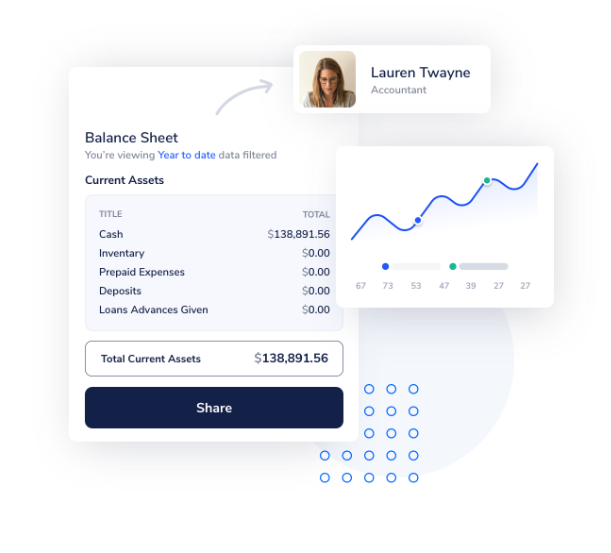 Lauren Twayne
Accountant
Balance Sheet
You're viewing Year to date data filtered
Current Assets
TITLE TOTAL
Cash $138,891.56
Inventory $0.00
Prepaid Expenses $0.00
Deposits $0.00
Loans Advances Given $0.00
Total Current Assets $138,891.56
Share
67 73 53 47 39 27 27